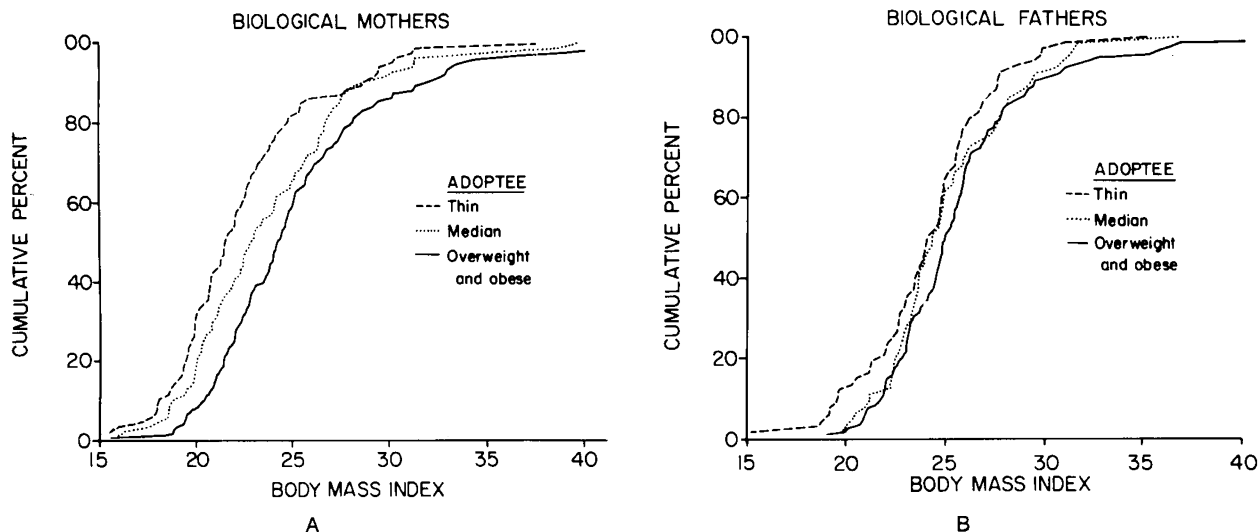 BIOLOGICAL MOTHERS
00
80
60
40
20
00
CUMULATIVE PERCENT
ADOPTEE
Thin
Median
Overweight
and obese
15 20 25 30 35 40
BODY MASS INDEX
A
BIOLOGICAL FATHERS
00
80
60
40
20
00
CUMULATIVE PERCENT
ADOPTEE
Thin
Median
Overweight
and obese
15 20 25 30 35 40
BODY MASS INDEX
B